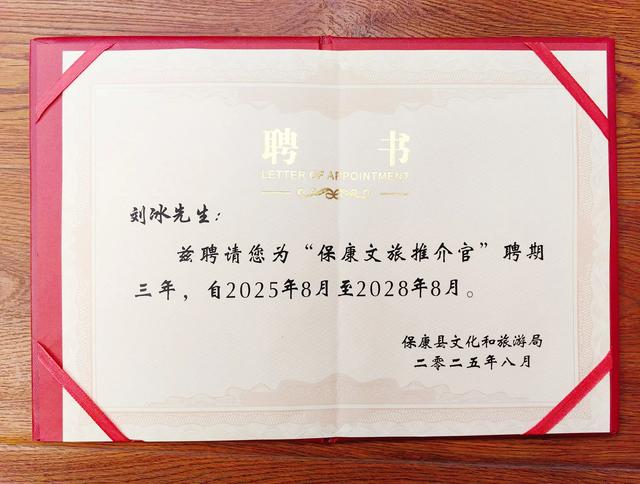 聘 书
LETTER OF APPOINTMENT
刘冰先生：
兹聘请您为“保康文旅推介官”聘期
三年，自2025年8月至2028年8月。
保康县文化和旅游局
二零二五年八月